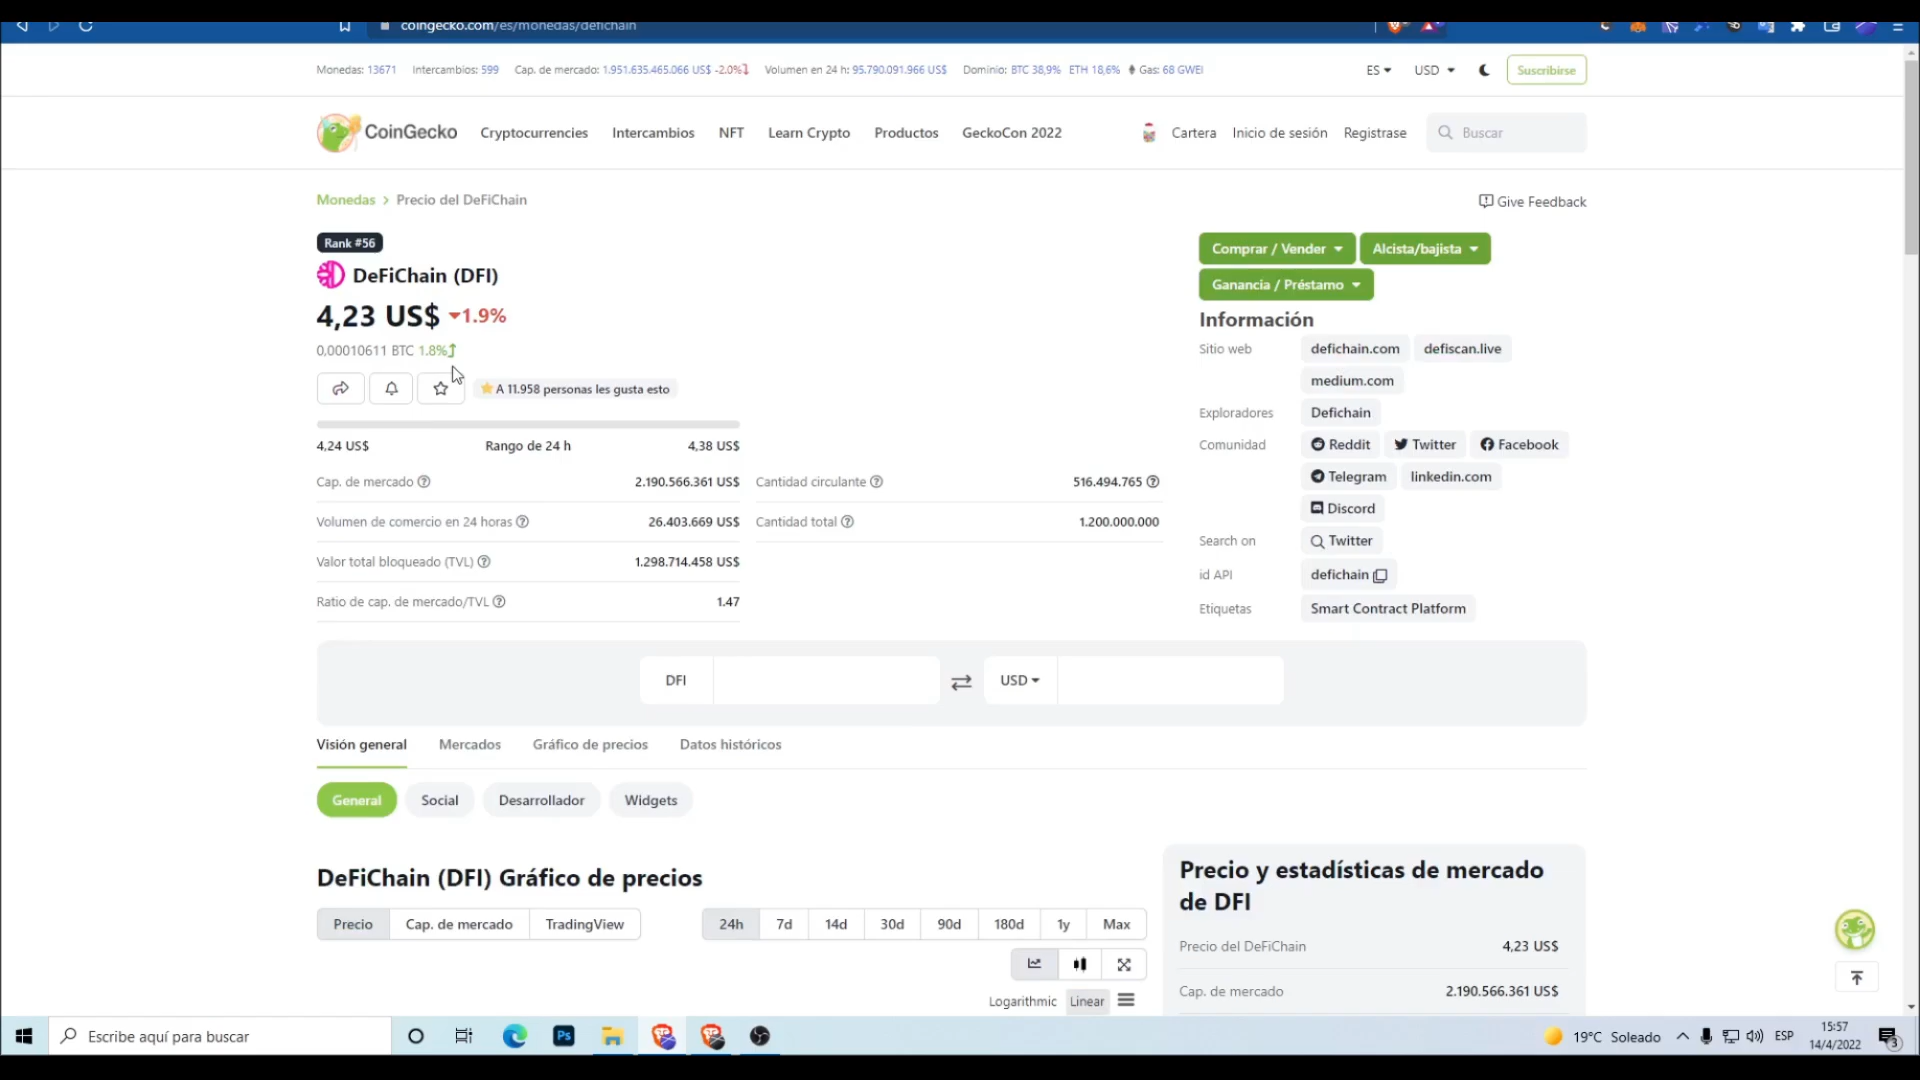 coingecko.com/es/monedas/defichain
Monedas: 13671 Intercambios: 599 Cap. de mercado: 1.951.635.465.066 US$ -2.0% Volumen en 24 h: 95.790.091.966 US$ Dominio: BTC 38,9% ETH 18,6% Gas: 68 GWEI
ES USD Suscribirse
CoinGecko Cryptocurrencies Intercambios NFT Learn Crypto Productos GeckoCon 2022 Cartera Inicio de sesión Registrase Buscar
Monedas > Precio del DeFiChain
Give Feedback
Rank #56
DeFiChain (DFI)
4,23 US$ 1.9%
0,00010611 BTC 1.8%
A 11.958 personas les gusta esto
4,24 US$ Rango de 24 h 4,38 US$
Cap. de mercado 2.190.566.361 US$
Volumen de comercio en 24 horas 26.403.669 US$
Valor total bloqueado (TVL) 1.298.714.458 US$
Ratio de cap. de mercado/TVL 1.47
Cantidad circulante 516.494.765
Cantidad total 1.200.000.000
Comprar / Vender Alcista/bajista
Ganancia / Préstamo
Información
Sitio web defichain.com defiscan.live
medium.com
Exploradores Defichain
Comunidad Reddit Twitter Facebook
Telegram linkedin.com
Discord
Search on Twitter
id API defichain
Etiquetas Smart Contract Platform
DFI USD
Visión general Mercados Gráfico de precios Datos históricos
General Social Desarrollador Widgets
DeFiChain (DFI) Gráfico de precios
Precio Cap. de mercado TradingView 24h 7d 14d 30d 90d 180d 1y Max
Logarithmic Linear
Precio y estadísticas de mercado
de DFI
Precio del DeFiChain 4,23 US$
Cap. de mercado 2.190.566.361 US$
Escribe aquí para buscar
Ps
19°C Soleado
ESP
15:57
14/4/2022
3